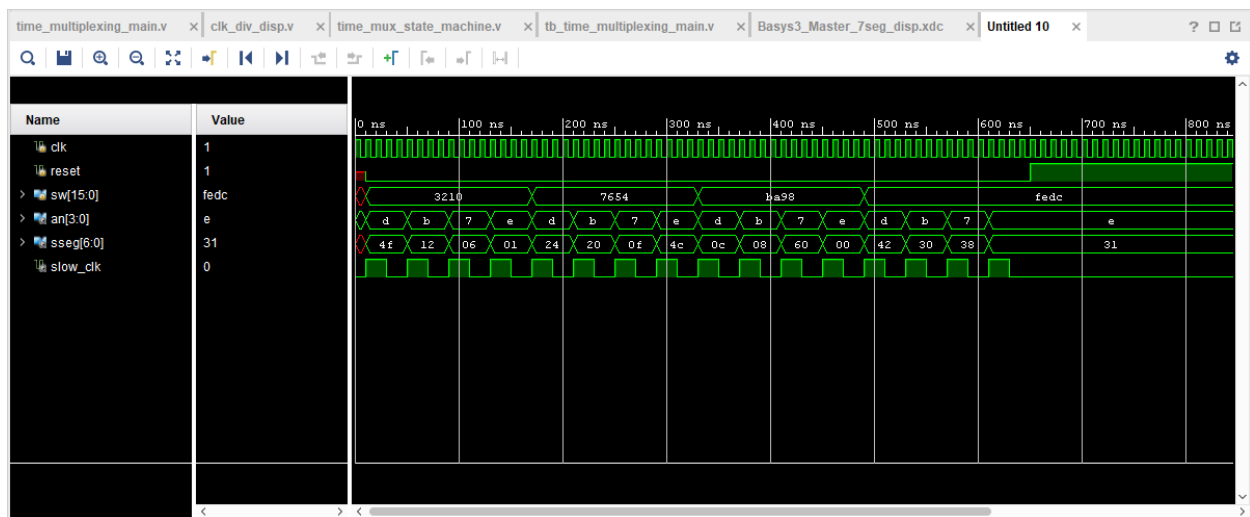 time_multiplexing_main.v × clk_div_disp.v × time_mux_state_machine.v × tb_time_multiplexing_main.v × Basys3_Master_7seg_disp.xdc × Untitled 10 × ?
Name Value 0 ns 100 ns 200 ns 300 ns 400 ns 500 ns 600 ns 700 ns 800 ns
clk 1
reset 1
sw[15:0] fedc 3210 7654 ba98 fedc
an[3:0] e d b 7 e d b 7 e d b 7 e d b 7 e
sseg[6:0] 31 4f 12 06 01 24 20 0f 4c 0c 08 60 00 42 30 38 31
slow_clk 0